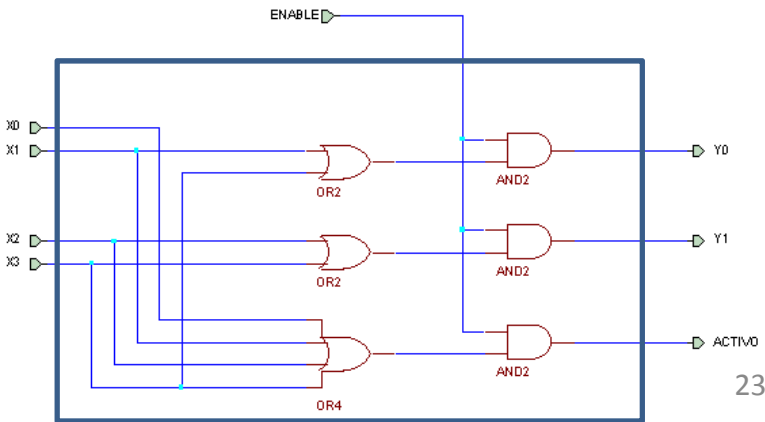 ENABLE
X0
X1
Y0
AND2
OR2
X2
Y1
X3
AND2
OR2
ACTIVO
AND2
23
OR4